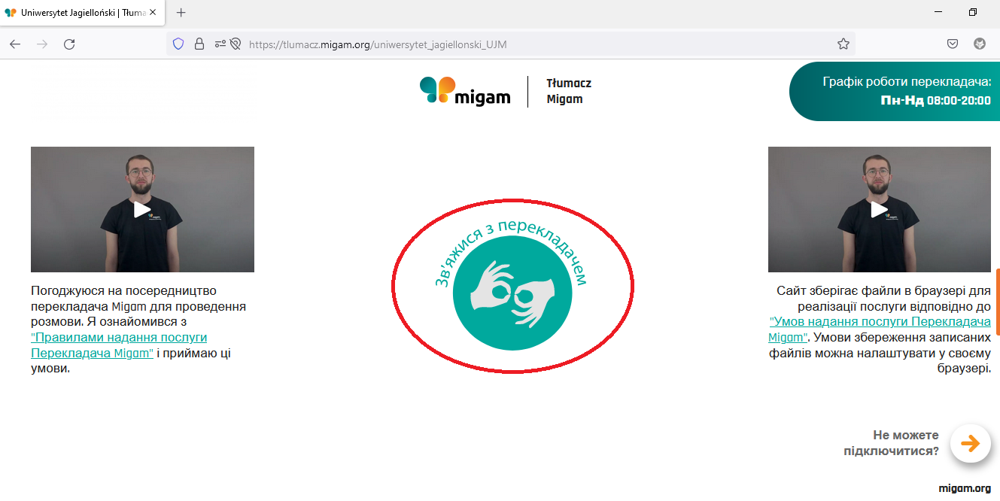 Uniwersytet Jagielloński | Tłuma
https://tlumacz.migam.org/uniwersytet_jagiellonski_UJM
migam
Tłumacz
Migam
Графік роботи перекладача:
Пн-Нд 08:00-20:00
Погоджуюся на посередництво
перекладача Migam для проведення
розмови. Я ознайомився з
"Правилами надання послуги
Перекладача Migam" і приймаю ці
умови.
Зв'яжися з перекладачем
Сайт зберігає файли в браузері для
реалізації послуги відповідно до
"Умов надання послуги Перекладача
Migam". Умови збереження записаних
файлів можна налаштувати у своєму
браузері.
Не можете
підключитися?
migam.org